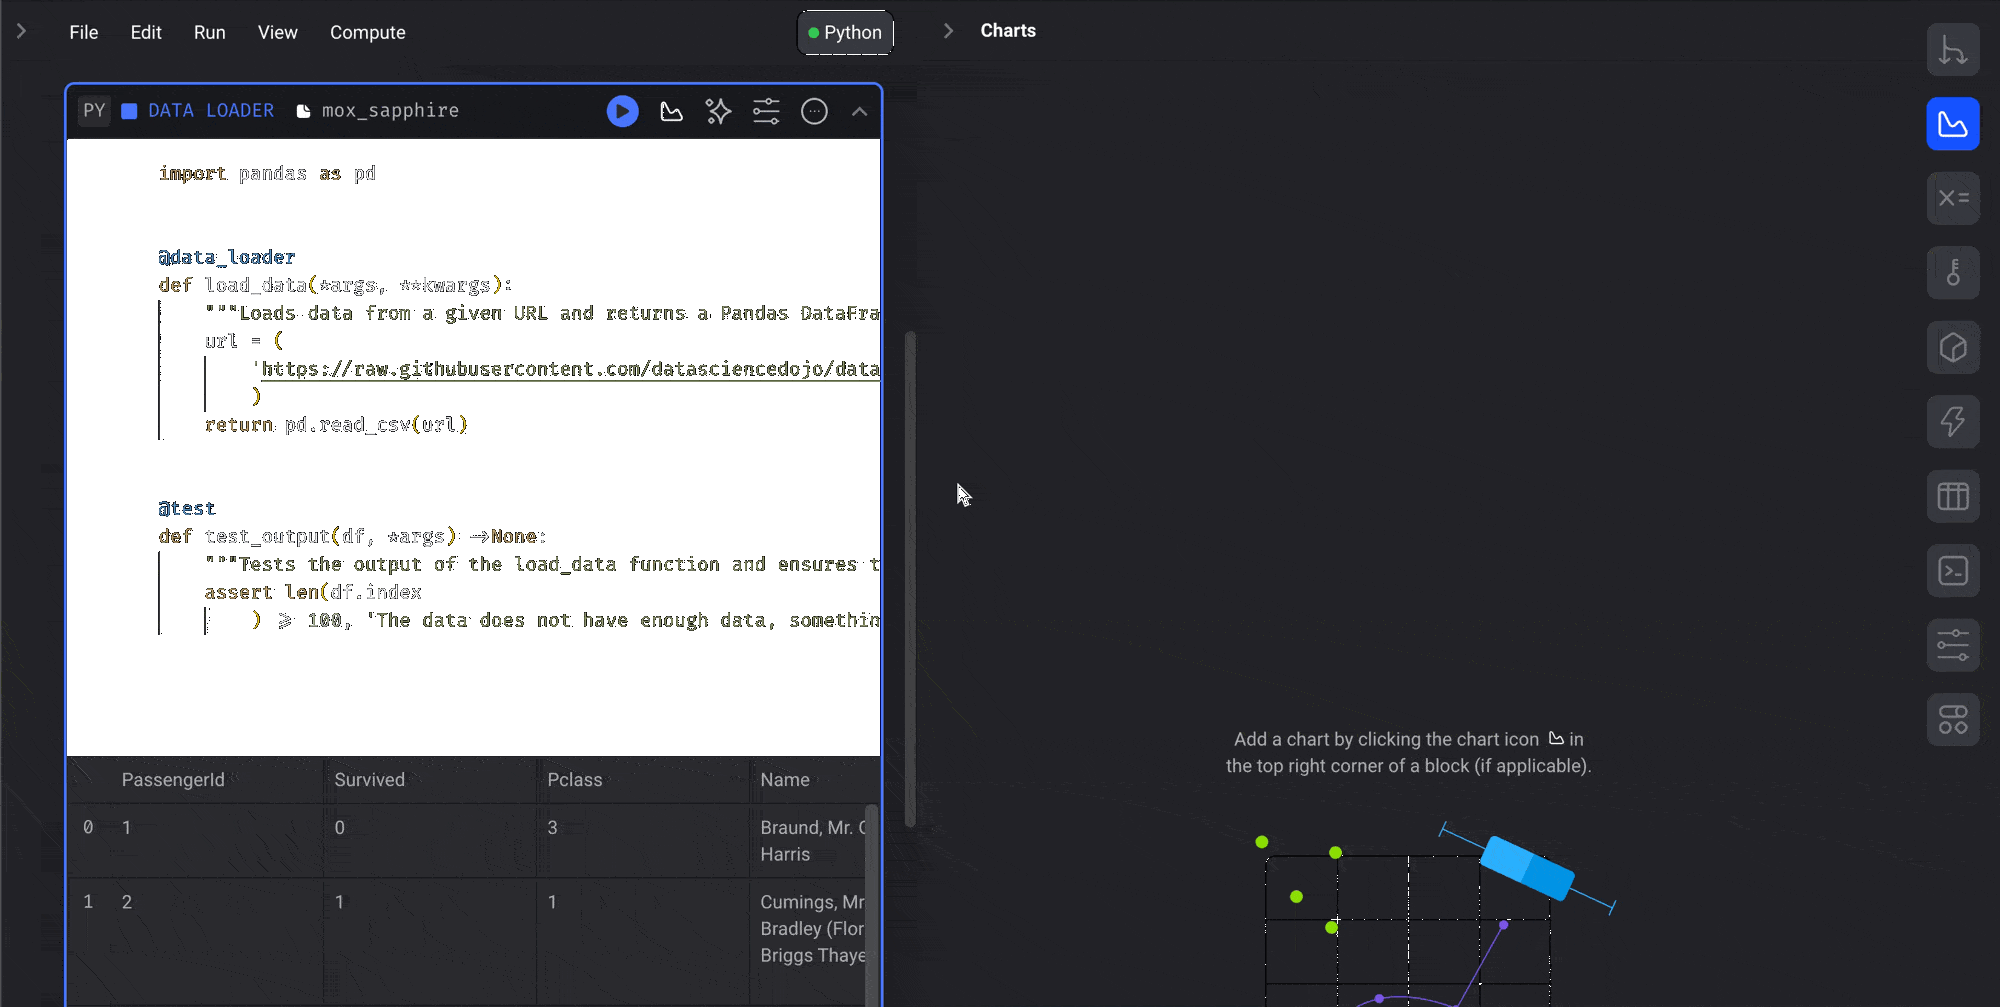 File Edit Run View Compute Python Charts
PY DATA LOADER mox_sapphire
import pandas as pd
@data_loader
def load_data(*args, **kwargs):
"""Loads data from a given URL and returns a Pandas DataFra
url = (
'https://raw.githubusercontent.com/datasciencedojo/data
)
return pd.read_csv(url)
@test
def test_output(df, *args) →None:
"""Tests the output of the load_data function and ensures t
assert len(df.index
) ⩾ 100, 'The data does not have enough data, somethin
PassengerId Survived Pclass Name
0 1 0 3 Braund, Mr. O
Harris
1 2 1 1 Cumings, Mr
Bradley (Flor
Briggs Thaye
Add a chart by clicking the chart icon in
the top right corner of a block (if applicable).